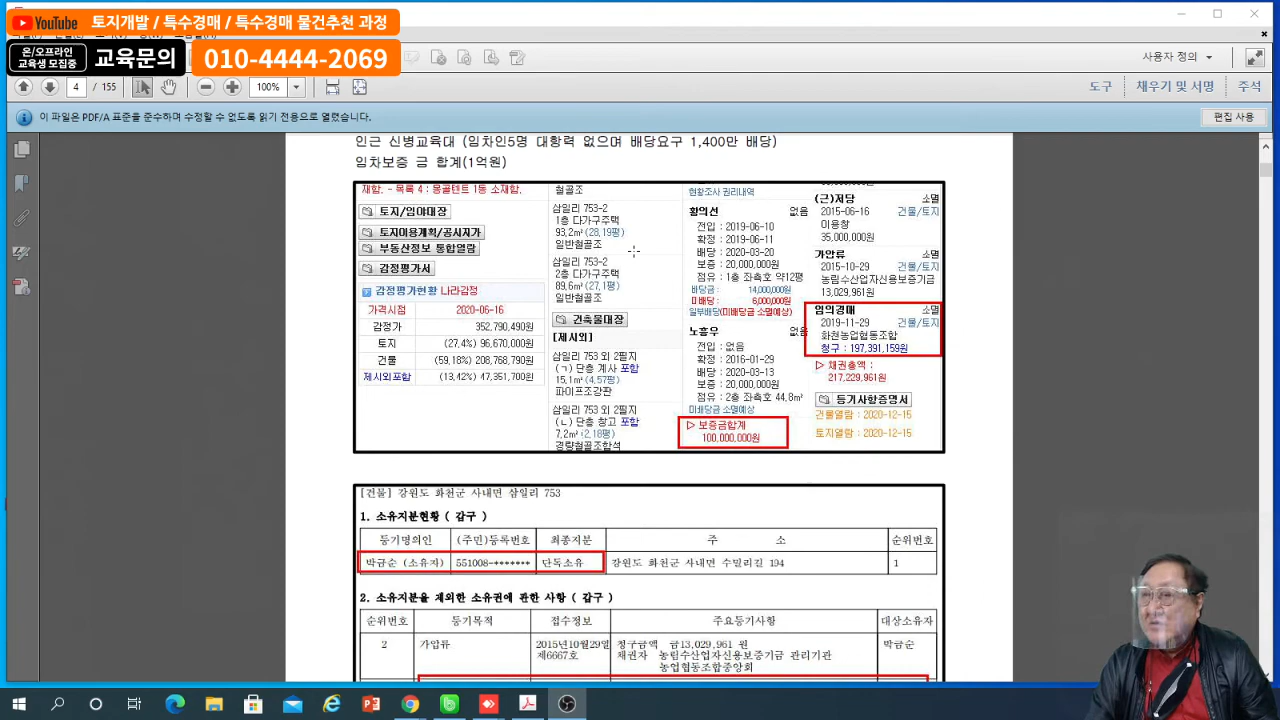 YouTube 토지개발 / 특수경매 / 특수경매 물건추천 과정
온/오프라인
교육생 모집중
교육문의
010-4444-2069
사용자 정의
4 / 155
100%
도구
채우기 및 서명
주석
이 파일은 PDF/A 표준을 준수하며 수정할 수 없도록 읽기 전용으로 열렸습니다.
편집 사용
인근 신병교육대 (임차인5명 대항력 없으며 배당요구 1,400만 배당)
임차보증 금 합계(1억원)
재함. - 목록 4 : 몽골텐트 1동 소재함.
토지/임야대장
토지이용계획/공시지가
부동산정보 통합열람
감정평가서
감정평가현황 나라감정
가격시점 2020-06-16
감정가 352,790,490원
토지 (27,4%) 96,670,000원
건물 (59,18%) 208,768,790원
제시외포함 (13,42%) 47,351,700원
철골조
삼일리 753-2
1층 다가구주택
93,2m² (28,19평)
일반철골조
삼일리 753-2
2층 다가구주택
89,6m² (27,1평)
일반철골조
건축물대장
[제시외]
삼일리 753 외 2필지
(ㄱ) 단층 계사 포함
15,1m² (4,57평)
파이프조강판
삼일리 753 외 2필지
(ㄴ) 단층 창고 포함
7,2m² (2,18평)
경량철골조합석
현황조사 권리내역
황의선 없음
전입 : 2019-06-10
확정 : 2019-06-11
배당 : 2020-03-20
보증 : 20,000,000원
점유 : 1층 좌측호 약12평
배당금 : 14,000,000원
미배당 : 6,000,000원
일부배당(미배당금 소멸예상)
노흥우 없음
전입 : 없음
확정 : 2016-01-29
배당 : 2020-03-13
보증 : 20,000,000원
점유 : 2층 좌측호 44,8m²
미배당금 소멸예상
▷ 보증금합계
100,000,000원
(근)저당 소멸
2015-06-16 건물/토지
이용창
35,000,000원
가압류 소멸
2015-10-29 건물/토지
농림수산업자신용보증기금
13,029,961원
임의경매 소멸
2019-11-29 건물/토지
화천농업협동조합
청구 : 197,391,159원
▷ 채권총액 :
217,229,961원
등기사항증명서
건물열람 : 2020-12-15
토지열람 : 2020-12-15
[건물] 강원도 화천군 사내면 삼일리 753
1. 소유지분현황 ( 갑구 )
등기명의인 (주민)등록번호 최종지분 주 소 순위번호
박금순 (소유자) 551008-******* 단독소유 강원도 화천군 사내면 수밀리길 194 1
2. 소유지분을 제외한 소유권에 관한 사항 ( 갑구 )
순위번호 등기목적 접수정보 주요등기사항 대상소유자
2 가압류 2015년10월29일 청구금액 금13,029,961 원 박금순
제6667호 채권자 농림수산업자신용보증기금 관리기관
농업협동조합중앙회